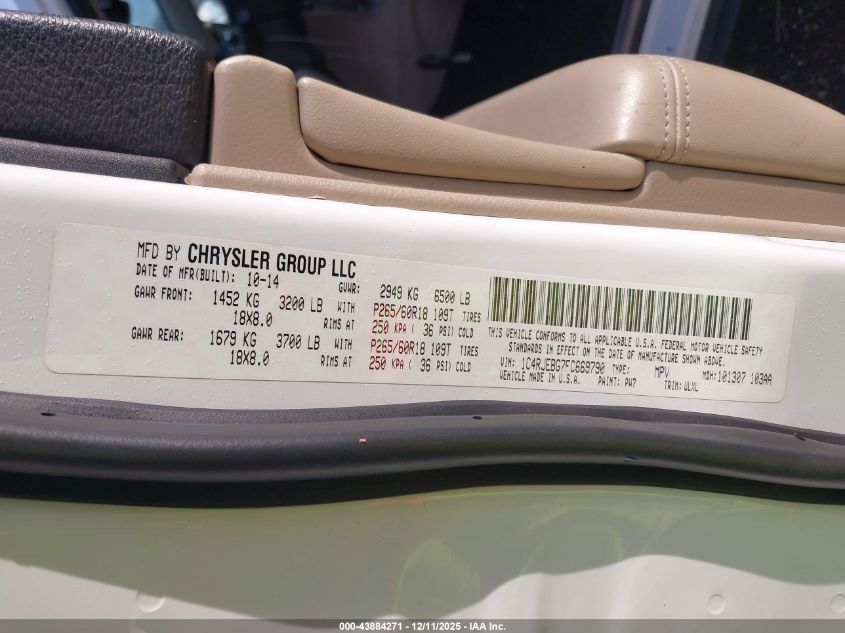 MFD BY CHRYSLER GROUP LLC
DATE OF MFR(BUILT): 10-14 GVWR: 2949 KG 6500 LB
GAWR FRONT: 1452 KG 3200 LB WITH P265/60R18 109T TIRES
18X8.0 RIMS AT 250 KPA ( 36 PSI) COLD
GAWR REAR: 1679 KG 3700 LB WITH P265/60R18 109T TIRES
18X8.0 RIMS AT 250 KPA ( 36 PSI) COLD
THIS VEHICLE CONFORMS TO ALL APPLICABLE U.S.A. FEDERAL MOTOR VEHICLE SAFETY
STANDARDS IN EFFECT ON THE DATE OF MANUFACTURE SHOWN ABOVE.
VIN: 1C4RJEBG7FC669790 TYPE: MPV MDH: 101307 103AA
VEHICLE MADE IN U.S.A. PAINT: PW7 TRIM: ULXL
000-43884271 - 12/11/2025 - IAA Inc.